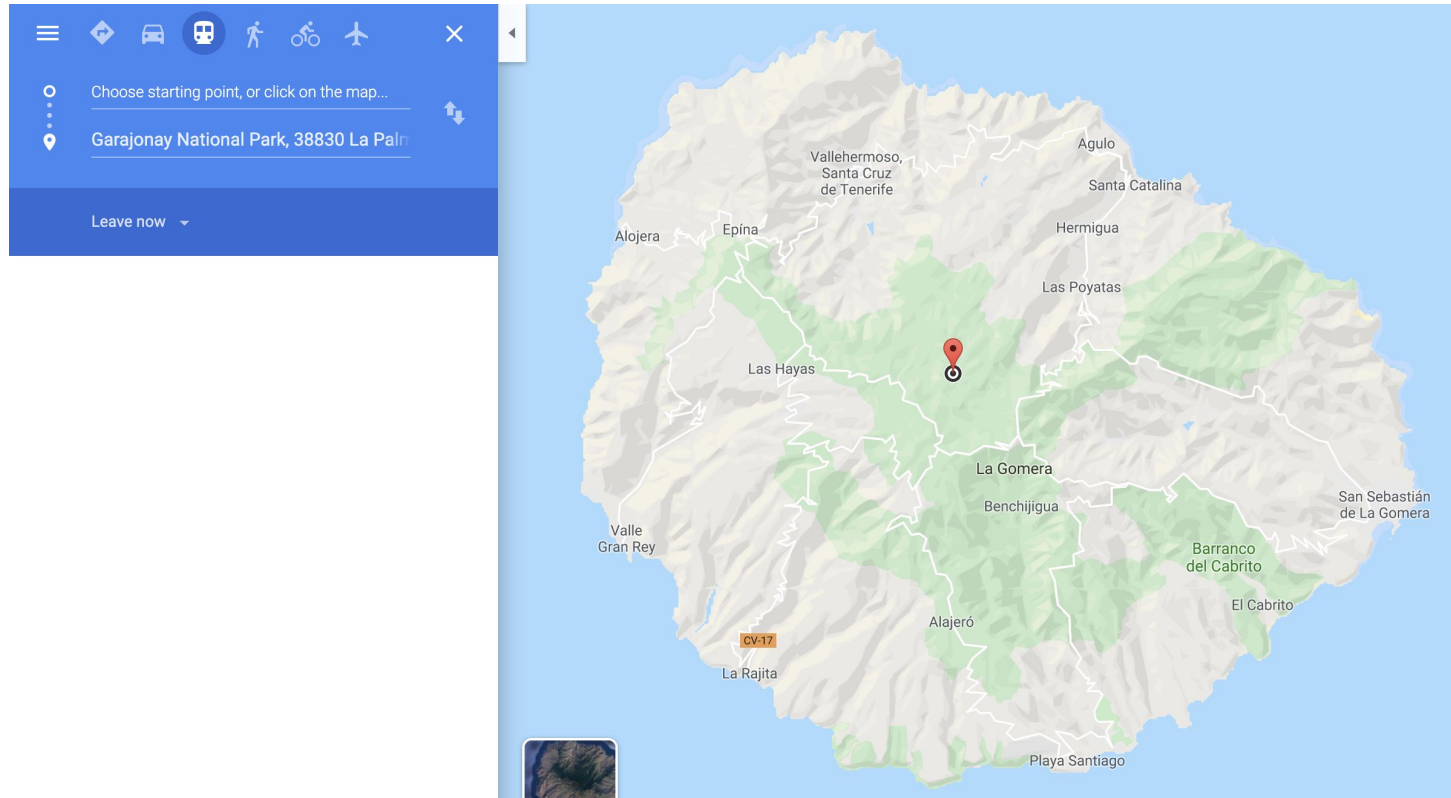 Choose starting point, or click on the map...
Garajonay National Park, 38830 La Palm
Leave now
Agulo
Vallehermoso,
Santa Cruz
de Tenerife
Santa Catalina
Alojera
Epína
Hermigua
Las Poyatas
Las Hayas
La Gomera
Benchijigua
San Sebastián
de La Gomera
Valle
Gran Rey
Barranco
del Cabrito
El Cabrito
Alajeró
CV-17
La Rajita
Playa Santiago